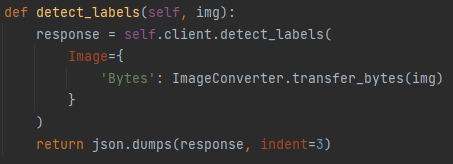 def detect_labels(self, img):
    response = self.client.detect_labels(
        Image={
            'Bytes': ImageConverter.transfer_bytes(img)
        }
    )
    return json.dumps(response, indent=3)